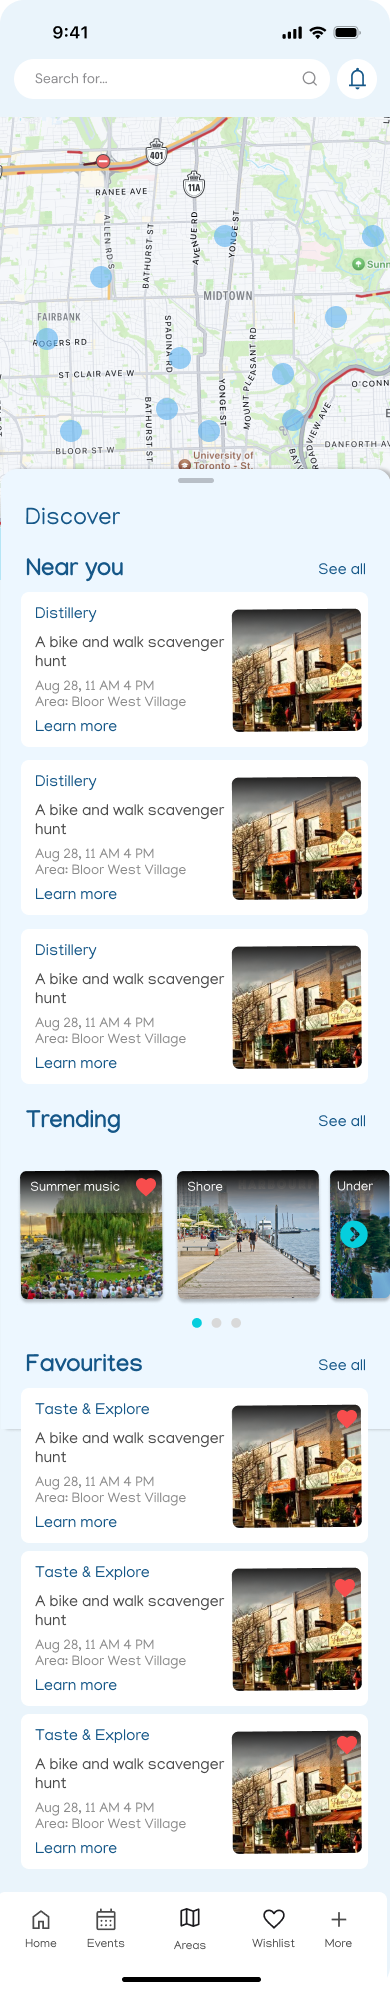 9:41
Search for...
401
11A
RANEE AVE
ALLEN RD S
BATHURST ST
AVENUE RD
YONGE ST
Sunn
MIDTOWN
FAIRBANK
ROGERS RD
SPADINA RD
ST CLAIR AVE W
MOUNT PLEASANT RD
YONGE ST
BATHURST ST
O'CONN
BROADVIEW AVE
DANFORTH AV
BLOOR ST W
BAYV
University of
Toronto - St.
Discover
Near you
See all
Distillery
A bike and walk scavenger
hunt
Aug 28, 11 AM 4 PM
Area: Bloor West Village
Learn more
Distillery
A bike and walk scavenger
hunt
Aug 28, 11 AM 4 PM
Area: Bloor West Village
Learn more
Distillery
A bike and walk scavenger
hunt
Aug 28, 11 AM 4 PM
Area: Bloor West Village
Learn more
Trending
See all
Summer music
Shore
Under
Favourites
See all
Taste & Explore
A bike and walk scavenger
hunt
Aug 28, 11 AM 4 PM
Area: Bloor West Village
Learn more
Taste & Explore
A bike and walk scavenger
hunt
Aug 28, 11 AM 4 PM
Area: Bloor West Village
Learn more
Taste & Explore
A bike and walk scavenger
hunt
Aug 28, 11 AM 4 PM
Area: Bloor West Village
Learn more
Home
Events
Areas
Wishlist
More